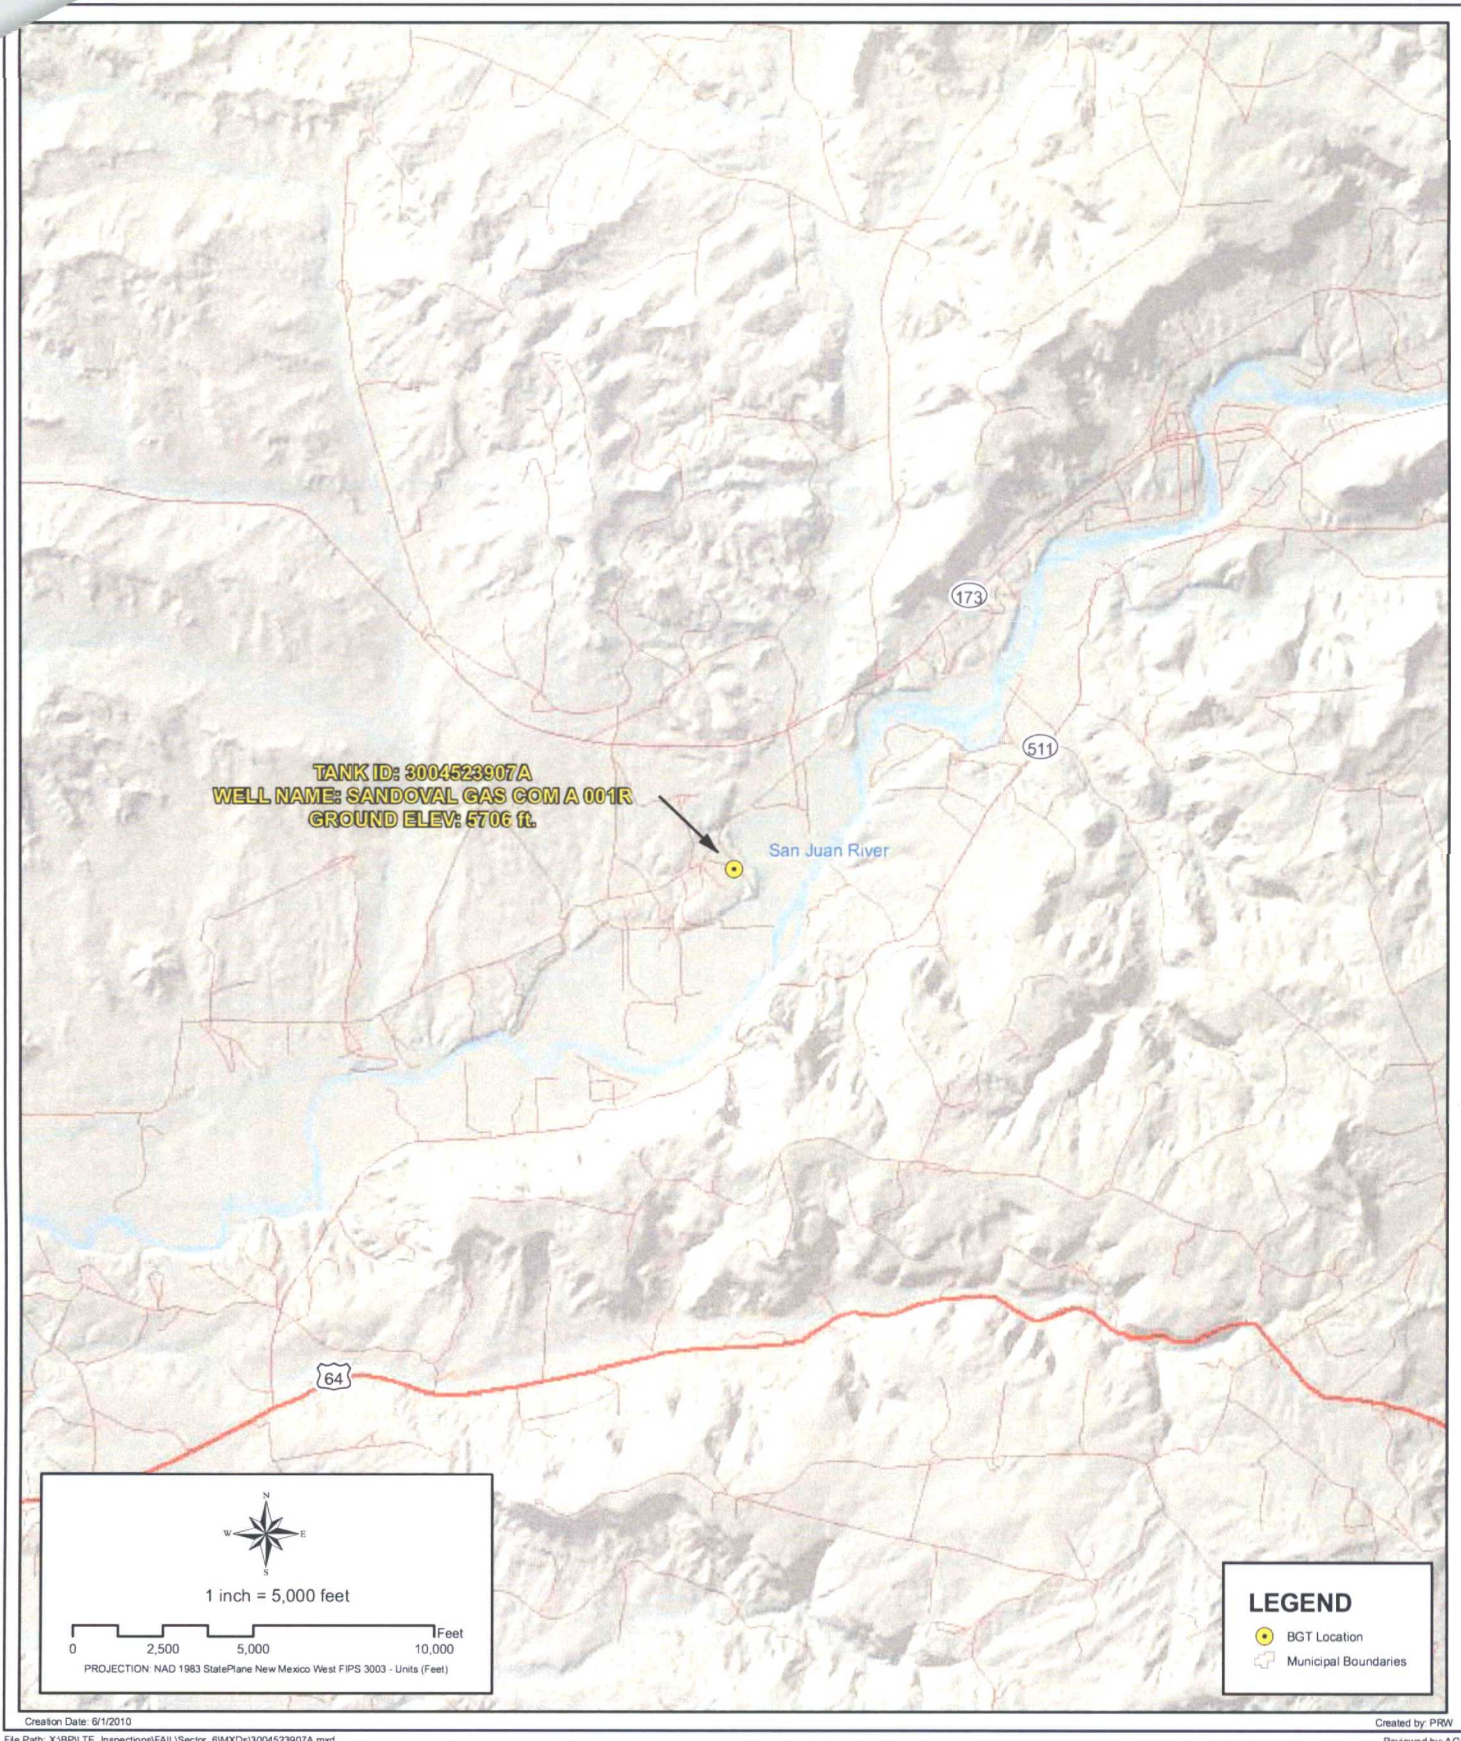 173
511
TANK ID: 3004523907A
WELL NAME: SANDOVAL GAS COM A 001R
GROUND ELEV: 5706 ft.
San Juan River
64
N
W E
S
1 inch = 5,000 feet
Feet
0 2,500 5,000 10,000
PROJECTION: NAD 1983 StatePlane New Mexico West FIPS 3003 - Units (Feet)
LEGEND
BGT Location
Municipal Boundaries
Creation Date: 6/1/2010
Created by: PRW